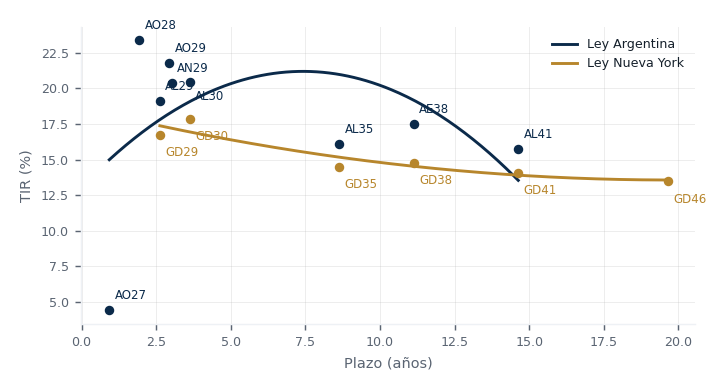 AO28
AO29
AN29
AL29
AL30
GD30
GD29
AL35
GD35
AE38
GD38
AL41
GD41
GD46
AO27
Ley Argentina
Ley Nueva York
TIR (%)
22.5
20.0
17.5
15.0
12.5
10.0
7.5
5.0
0.0
2.5
5.0
7.5
10.0
12.5
15.0
17.5
20.0
Plazo (años)